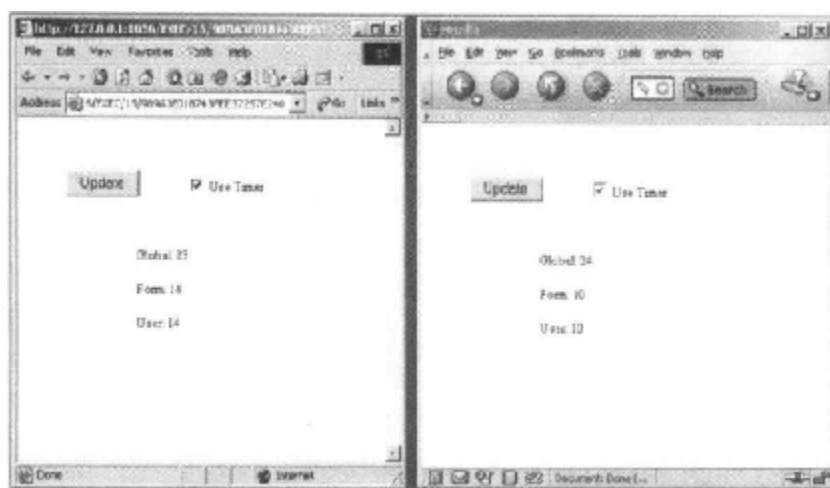 File Edit View Favorites Tools Help
Address
Go Links »
Update
Use Timer
Global: 23
Form: 14
User: 14
Done
Internet
Mozilla
File Edit View Go Bookmarks Tools Window Help
Search
Update
Use Timer
Global: 24
Form: 10
User: 10
Document: Done (...